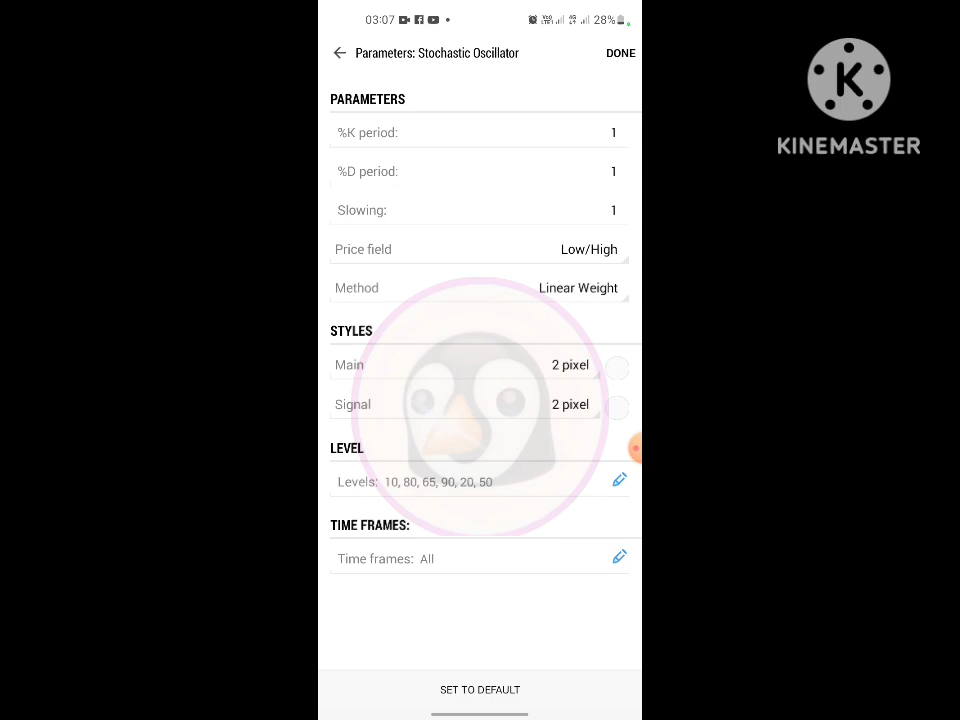 03:07
28%
Parameters: Stochastic Oscillator DONE
KINEMASTER
PARAMETERS
%K period: 1
%D period: 1
Slowing: 1
Price field Low/High
Method Linear Weight
STYLES
Main 2 pixel
Signal 2 pixel
LEVEL
Levels: 10, 80, 65, 90, 20, 50
TIME FRAMES:
Time frames: All
SET TO DEFAULT